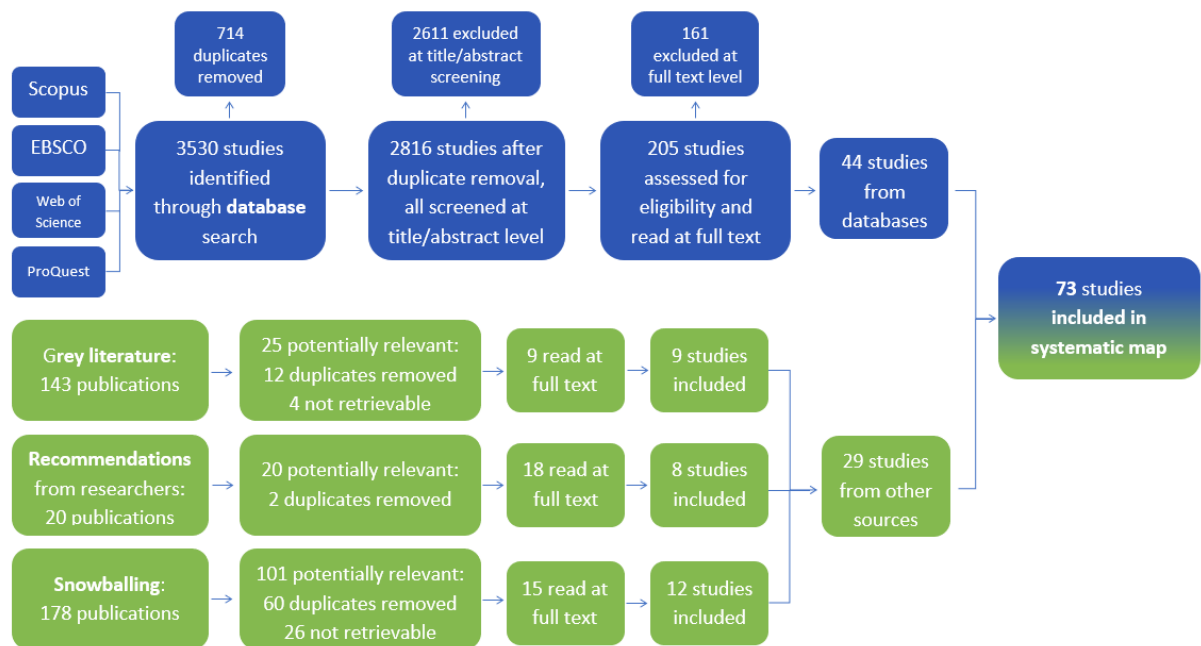 714
duplicates
removed
2611 excluded
at title/abstract
screening
161
excluded at
full text level
Scopus
EBSCO
Web of
Science
ProQuest
3530 studies
identified
through database
search
2816 studies after
duplicate removal,
all screened at
title/abstract level
205 studies
assessed for
eligibility and
read at full text
44 studies
from
databases
73 studies
included in
systematic map
Grey literature:
143 publications
25 potentially relevant:
12 duplicates removed
4 not retrievable
9 read at
full text
9 studies
included
Recommendations
from researchers:
20 publications
20 potentially relevant:
2 duplicates removed
18 read at
full text
8 studies
included
29 studies
from other
sources
Snowballing:
178 publications
101 potentially relevant:
60 duplicates removed
26 not retrievable
15 read at
full text
12 studies
included